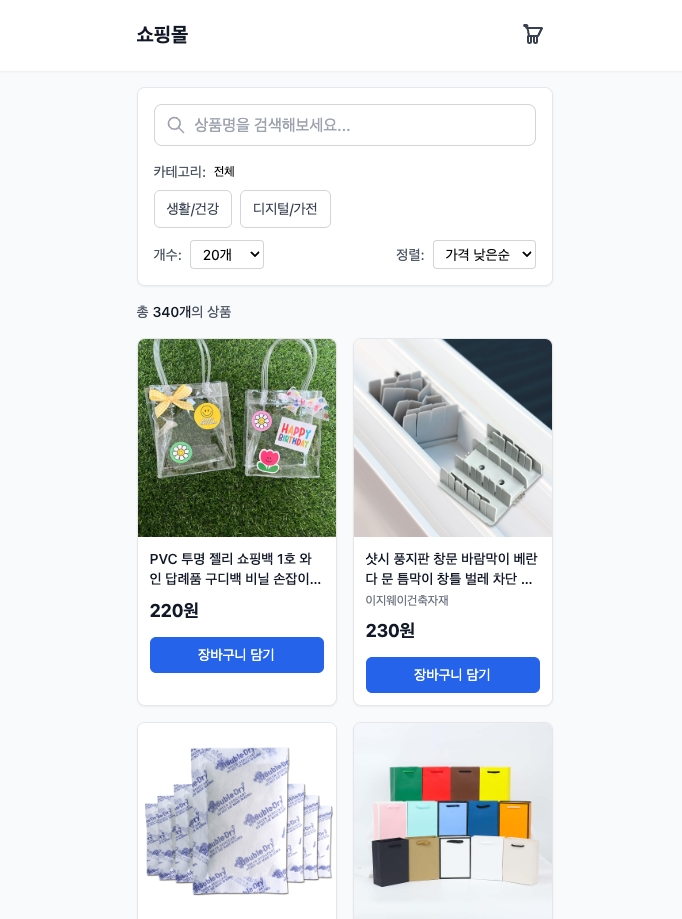 쇼핑몰
상품명을 검색해보세요...
카테고리: 전체
생활/건강 디지털/가전
개수: 20개 정렬: 가격 낮은순
총 340개의 상품
HAPPY
BIRTHDAY
PVC 투명 젤리 쇼핑백 1호 와
인 답례품 구디백 비닐 손잡이...
220원
장바구니 담기
샷시 풍지판 창문 바람막이 베란
다 문 틈막이 창틀 벌레 차단 ...
이지웨이건축자재
230원
장바구니 담기
DoubleDry